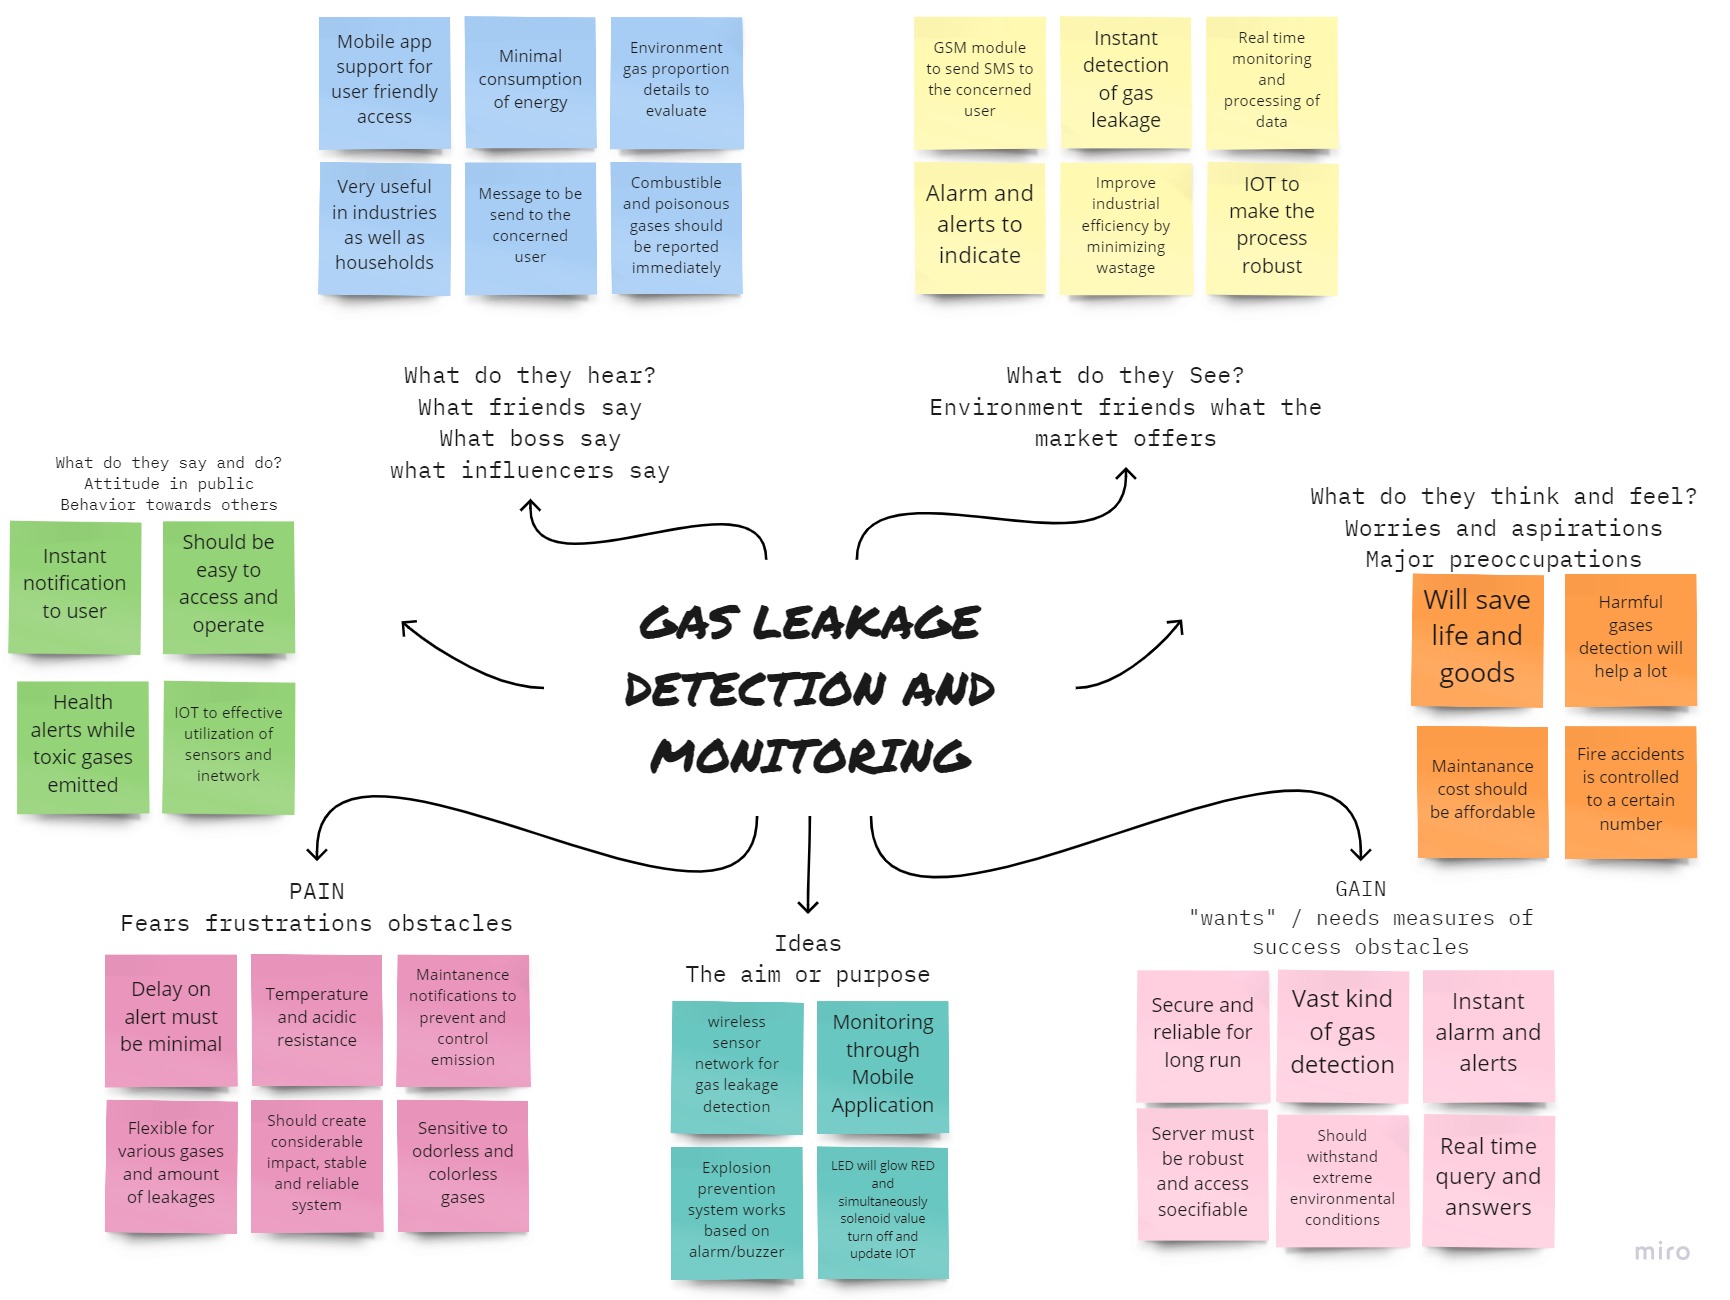 Mobile app
support for
user friendly
access
Minimal
consumption
of energy
Environment
gas proportion
details to
evaluate
Very useful
in industries
as well as
households
Message to be
send to the
concerned
user
Combustible
and poisonous
gases should
be reported
immediately
GSM module
to send SMS to
the concerned
user
Instant
detection
of gas
leakage
Real time
monitoring
and
processing of
data
Alarm and
alerts to
indicate
Improve
industrial
efficiency by
minimizing
wastage
IOT to
make the
process
robust
What do they hear?
What friends say
What boss say
what influencers say
What do they See?
Environment friends what the
market offers
What do they say and do?
Attitude in public
Behavior towards others
Instant
notification
to user
Should be
easy to
access and
operate
Health
alerts while
toxic gases
emitted
IOT to effective
utilization of
sensors and
inetwork
What do they think and feel?
Worries and aspirations
Major preoccupations
Will save
life and
goods
Harmful
gases
detection will
help a lot
Maintanance
cost should
be affordable
Fire accidents
is controlled
to a certain
number
GAS LEAKAGE
DETECTION AND
MONITORING
PAIN
Fears frustrations obstacles
Delay on
alert must
be minimal
Temperature
and acidic
resistance
Maintanence
notifications to
prevent and
control
emission
Flexible for
various gases
and amount
of leakages
Should create
considerable
impact, stable
and reliable
system
Sensitive to
odorless and
colorless
gases
Ideas
The aim or purpose
wireless
sensor
network for
gas leakage
detection
Monitoring
through
Mobile
Application
Explosion
prevention
system works
based on
alarm/buzzer
LED will glow RED
and
simultaneously
solenoid value
turn off and
update IOT
GAIN
"wants" / needs measures of
success obstacles
Secure and
reliable for
long run
Vast kind
of gas
detection
Instant
alarm and
alerts
Server must
be robust
and access
soecifiable
Should
withstand
extreme
environmental
conditions
Real time
query and
answers
miro